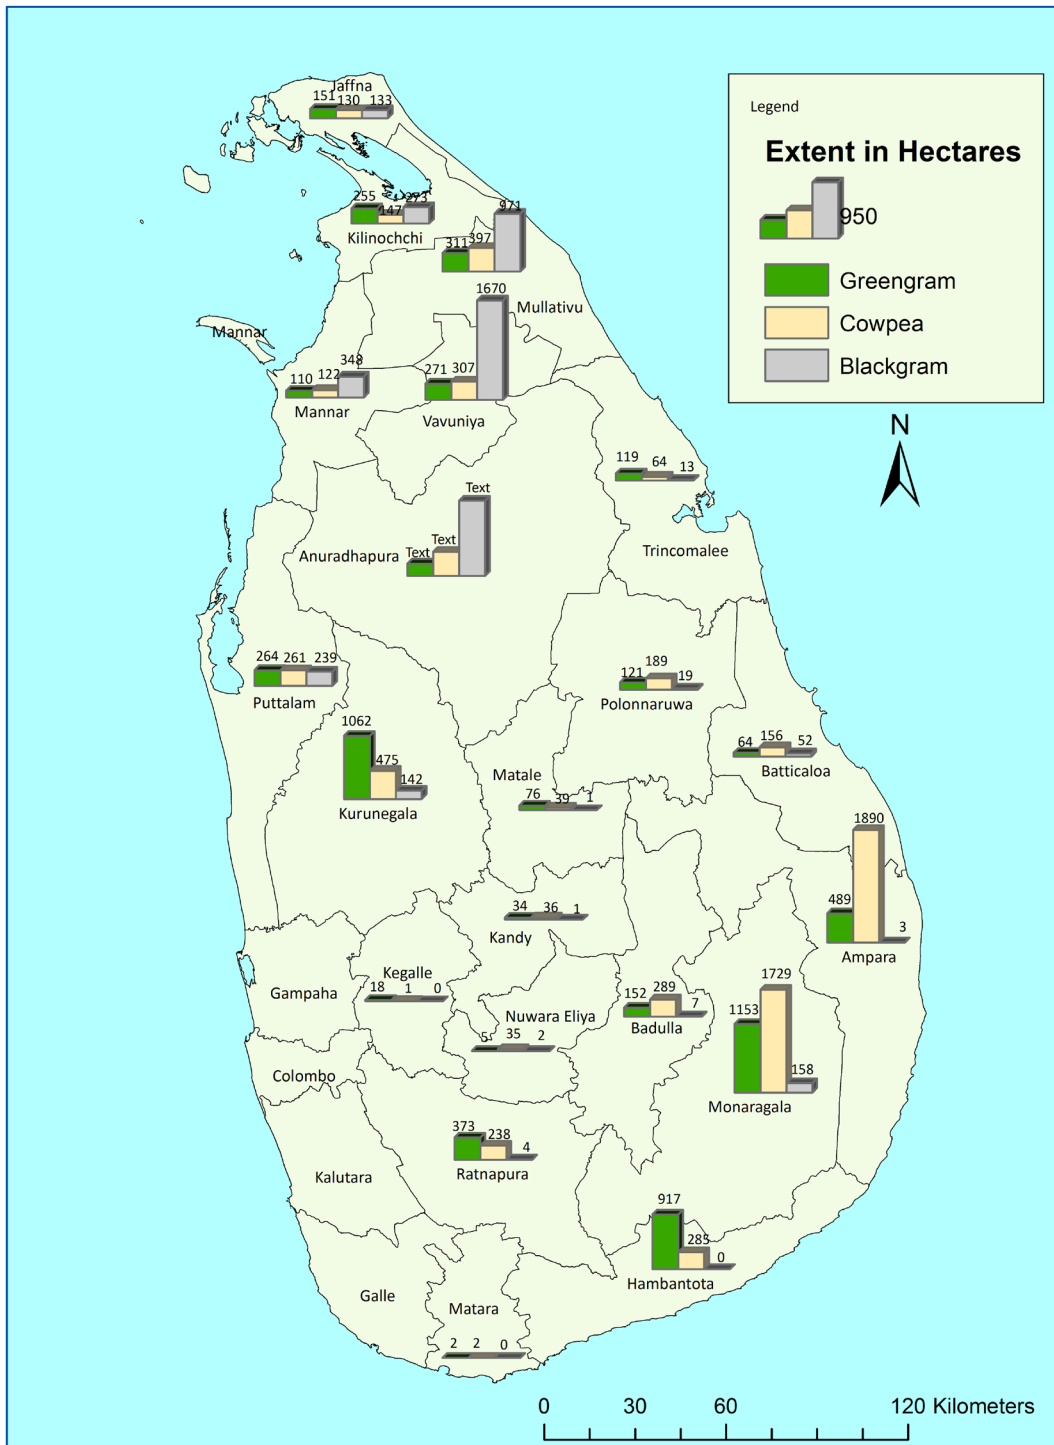 Jaffna
151 130 133
Legend
Extent in Hectares
950
Greengram
Cowpea
Blackgram
255 147 273
Kilinochchi
311 397 971
Mullativu
Mannar
110 122 348
Mannar
271 307 1670
Vavuniya
N
119 64 13
Trincomalee
Text Text Text
Anuradhapura
264 261 239
Puttalam
121 189 19
Polonnaruwa
1062 475 142
Kurunegala
Matale
76 39 1
64 156 52
Batticaloa
489 1890 3
Ampara
34 36 1
Kandy
Kegalle
18 1 0
Gampaha
Nuwara Eliya
5 35 2
152 289 7
Badulla
1153 1729 158
Monaragala
Colombo
373 238 4
Ratnapura
Kalutara
917 285 0
Hambantota
Galle
Matara
2 2 0
0 30 60 120 Kilometers